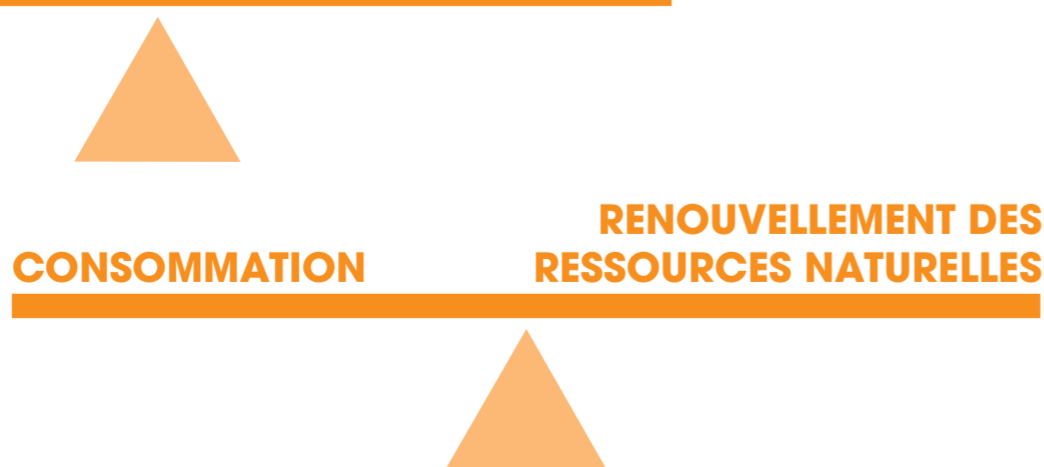 RENOUVELLEMENT DES
CONSOMMATION RESSOURCES NATURELLES